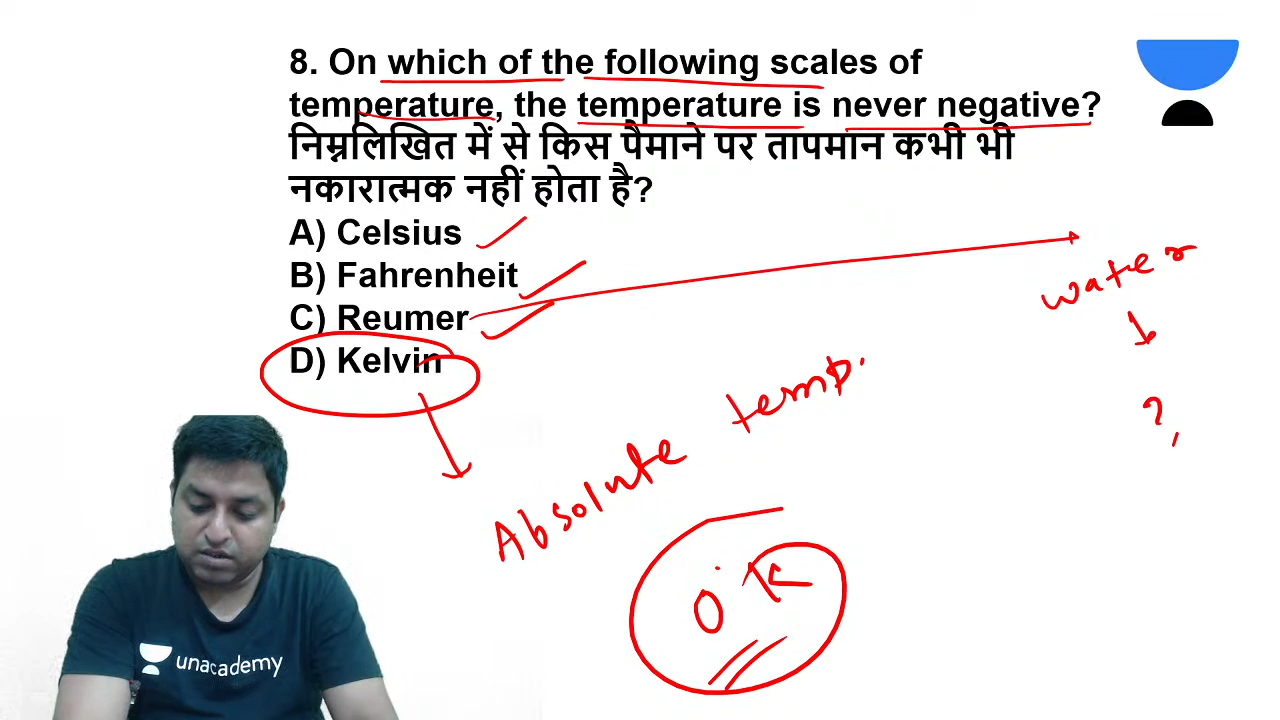 8. On which of the following scales of
temperature, the temperature is never negative?
निम्नलिखित में से किस पैमाने पर तापमान कभी भी
नकारात्मक नहीं होता है?
A) Celsius
B) Fahrenheit
C) Reumer
D) Kelvin
water
?
Absolute temp.
0°K
unacademy